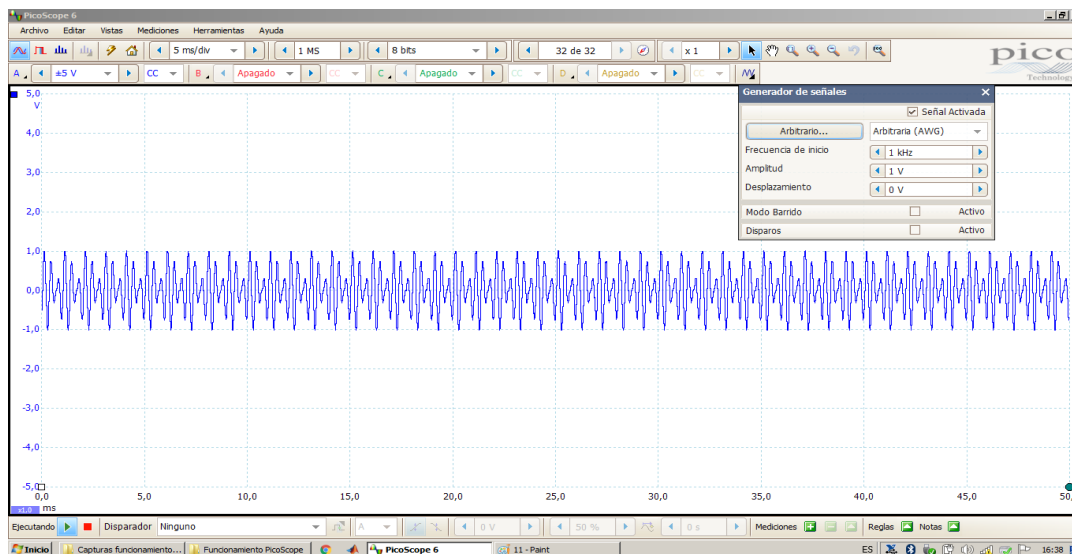 PicoScope 6
Archivo Editar Vistas Mediciones Herramientas Ayuda
5 ms/div 1 MS 8 bits 32 de 32 x 1
pico
Technology
A ±5 V CC B Apagado CC C Apagado CC D Apagado CC
Generador de señales
Señal Activada
Arbitrario... Arbitraria (AWG)
Frecuencia de inicio 1 kHz
Amplitud 1 V
Desplazamiento 0 V
Modo Barrido Activo
Disparos Activo
5,0
V
4,0
3,0
2,0
1,0
0,0
-1,0
-2,0
-3,0
-4,0
-5,0
0,0 5,0 10,0 15,0 20,0 25,0 30,0 35,0 40,0 45,0 50,
x1,0 ms
Ejecutando Disparador Ninguno A 0 V 50 % 0 s Mediciones Reglas Notas
Inicio Capturas funcionamiento... Funcionamiento PicoScope PicoScope 6 11 - Paint ES 16:38